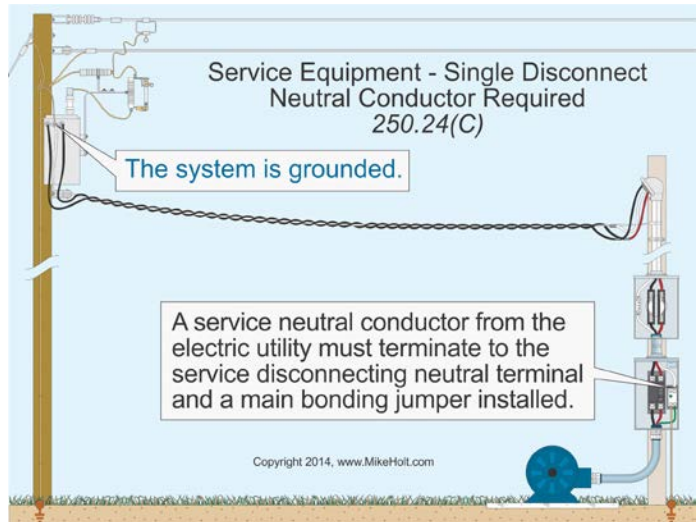 Service Equipment - Single Disconnect
Neutral Conductor Required
250.24(C)
The system is grounded.
A service neutral conductor from the
electric utility must terminate to the
service disconnecting neutral terminal
and a main bonding jumper installed.
Copyright 2014, www.MikeHolt.com